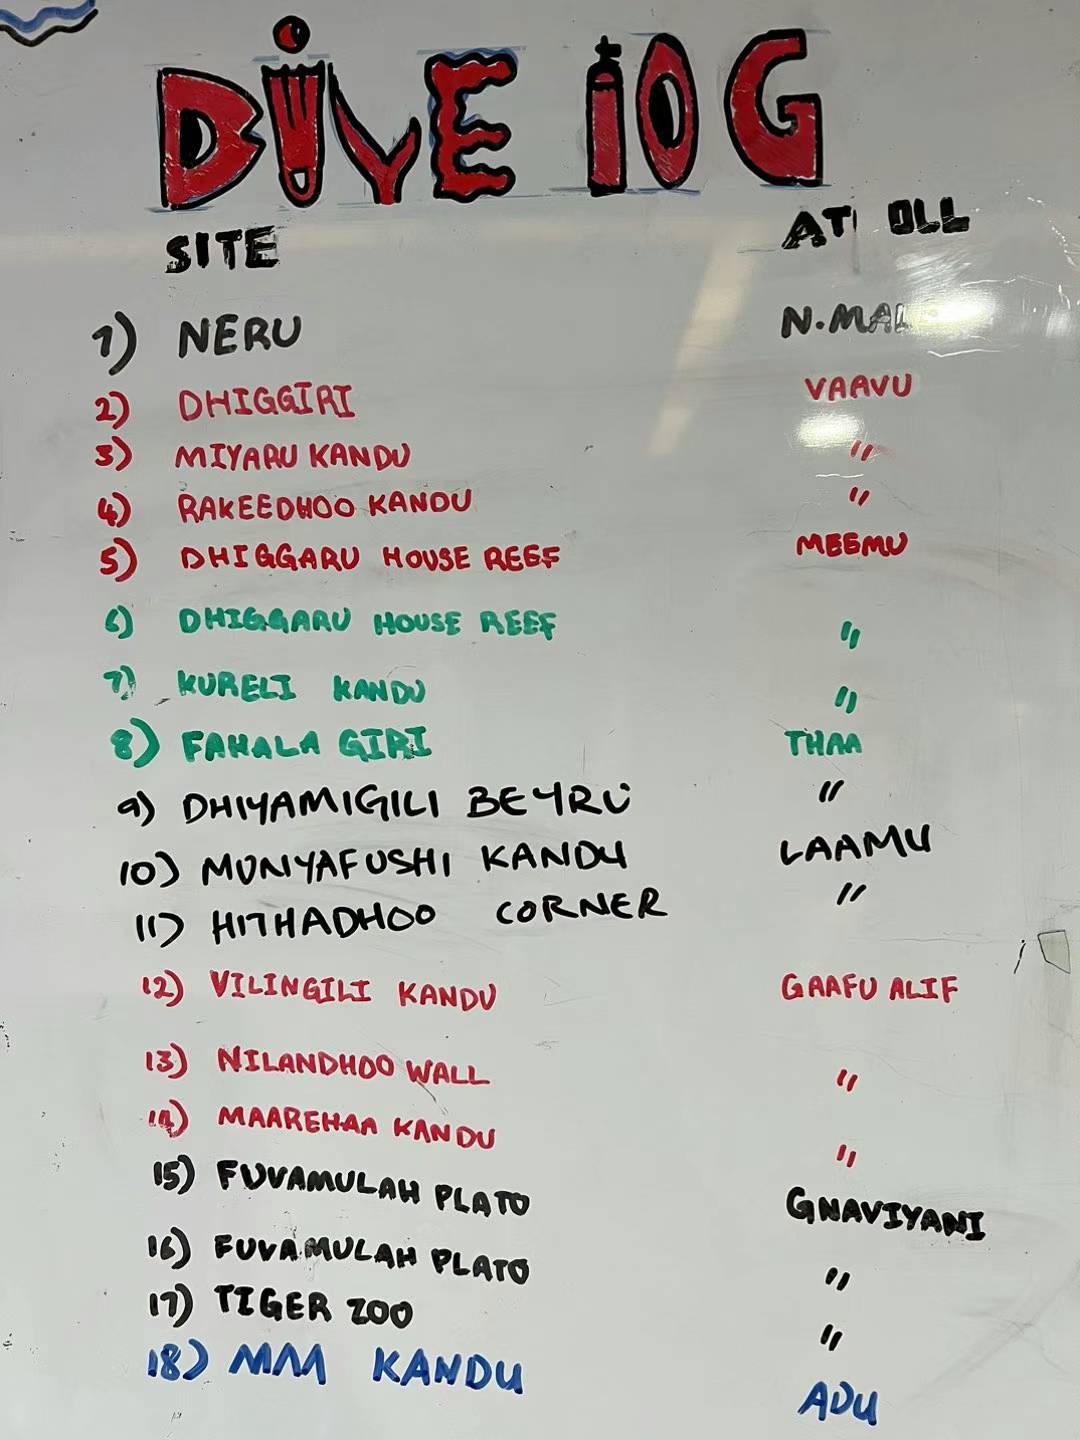 DIVE LOG
SITE ATOLL
1) NERU N.MAL
2) DHIGGIRI VAAVU
3) MIYARU KANDU "
4) RAKEEDHOO KANDU "
5) DHIGGARU HOUSE REEF MEEMU
6) DHIGGARU HOUSE REEF "
7) KURELI KANDU "
8) FAHALA GIRI THAA
9) DHIYAMIGILI BEYRU "
10) MUNYAFUSHI KANDU LAAMU
11) HITHADHOO CORNER "
12) VILINGILI KANDU GAAFU ALIF
13) NILANDHOO WALL "
14) MAAREHAA KANDU "
15) FUVAMULAH PLATO GNAVIYANI
16) FUVAMULAH PLATO "
17) TIGER ZOO "
18) MAA KANDU ADU